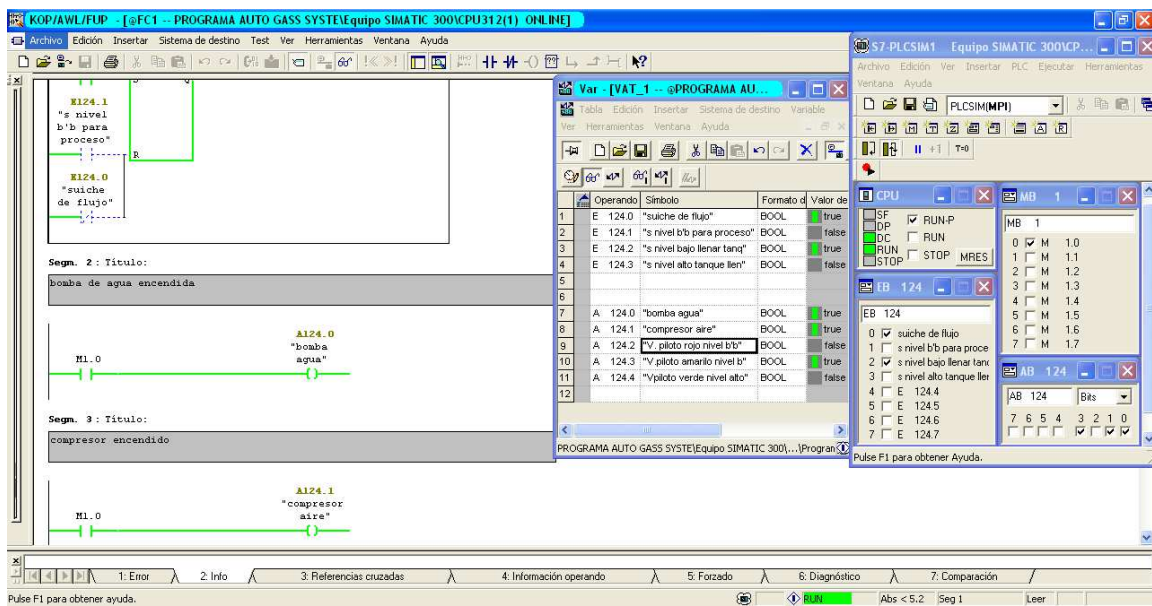 KOP/AWL/FUP - [@FC1 -- PROGRAMA AUTO GASS SYSTE\Equipo SIMATIC 300\CPU312(1) ONLINE]
Archivo Edición Insertar Sistema de destino Test Ver Herramientas Ventana Ayuda
E124.1
"s nivel
b'b para
proceso"
R
E124.0
"suiche
de flujo"
Segm. 2 : Título:
bomba de agua encendida
A124.0
"bomba
M1.0 agua"
Segm. 3 : Título:
compresor encendido
A124.1
"compresor
M1.0 aire"
Var - [VAT_1 -- @PROGRAMA AU...
Tabla Edición Insertar Sistema de destino Variable
Ver Herramientas Ventana Ayuda
Operando Símbolo Formato d Valor de
1 E 124.0 "suiche de flujo" BOOL true
2 E 124.1 "s nivel b'b para proceso" BOOL false
3 E 124.2 "s nivel bajo llenar tanq" BOOL true
4 E 124.3 "s nivel alto tanque llen" BOOL false
5
6
7 A 124.0 "bomba agua" BOOL true
8 A 124.1 "compresor aire" BOOL true
9 A 124.2 "V. piloto rojo nivel b'b" BOOL false
10 A 124.3 "V.piloto amarilo nivel b" BOOL true
11 A 124.4 "Vpiloto verde nivel alto" BOOL false
12
PROGRAMA AUTO GASS SYSTE\Equipo SIMATIC 300\...\Program
S7-PLCSIM1 Equipo SIMATIC 300\CP...
Archivo Edición Ver Insertar PLC Ejecutar Herramientas
Ventana Ayuda
PLCSIM(MPI)
+1 T=0
CPU
SF
DP
DC
RUN
STOP
RUN-P
RUN
STOP MRES
MB 1
MB 1
0 M 1.0
1 M 1.1
2 M 1.2
3 M 1.3
4 M 1.4
5 M 1.5
6 M 1.6
7 M 1.7
EB 124
EB 124
0 suiche de flujo
1 s nivel b'b para proce
2 s nivel bajo llenar tanc
3 s nivel alto tanque ller
4 E 124.4
5 E 124.5
6 E 124.6
7 E 124.7
AB 124
AB 124 Bits
7 6 5 4 3 2 1 0
Pulse F1 para obtener Ayuda.
1: Error 2: Info 3: Referencias cruzadas 4: Información operando 5: Forzado 6: Diagnóstico 7: Comparación
Pulse F1 para obtener ayuda. RUN Abs < 5.2 Seg 1 Leer